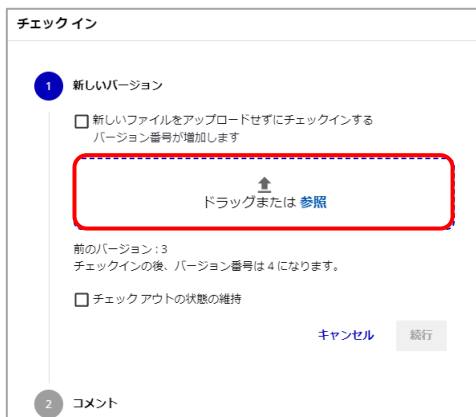 チェック イン
1 新しいバージョン
新しいファイルをアップロードせずにチェックインする
バージョン番号が増加します
ドラッグまたは 参照
前のバージョン : 3
チェックインの後、バージョン番号は 4 になります。
チェック アウトの状態の維持
キャンセル 続行
2 コメント